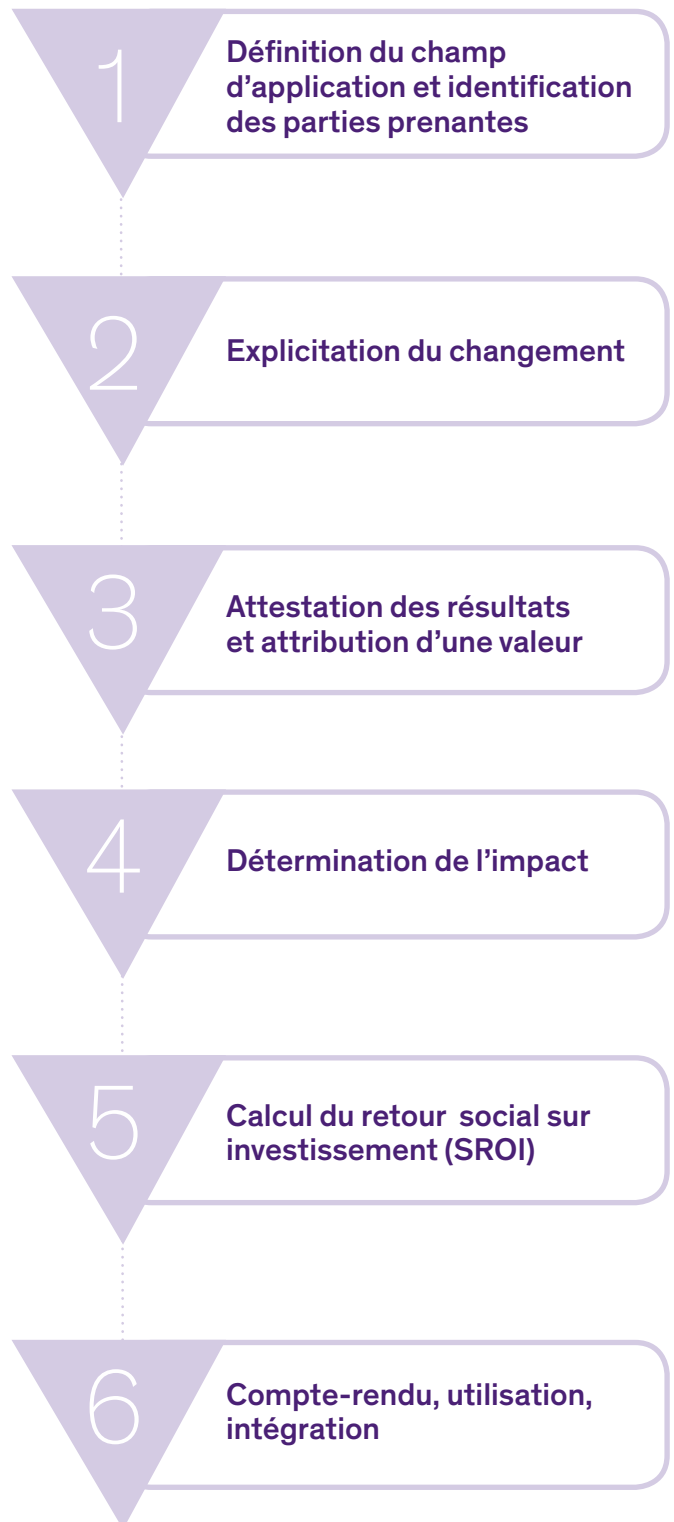 1
Définition du champ
d’application et identification
des parties prenantes
2
Explicitation du changement
3
Attestation des résultats
et attribution d’une valeur
4
Détermination de l’impact
5
Calcul du retour social sur
investissement (SROI)
6
Compte-rendu, utilisation,
intégration